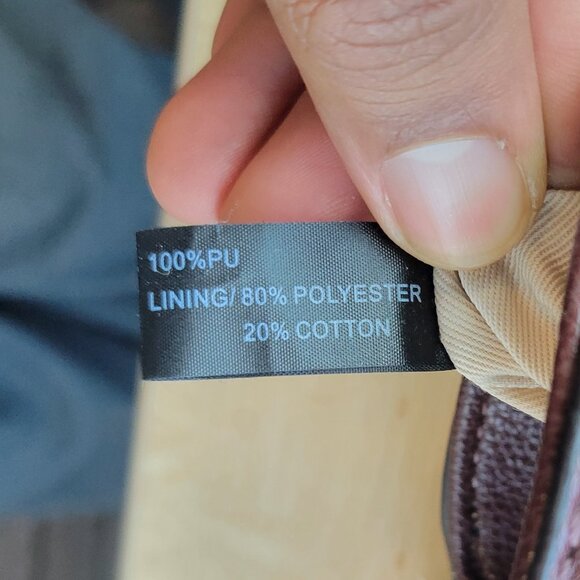 100%PU
LINING/ 80% POLYESTER
20% COTTON